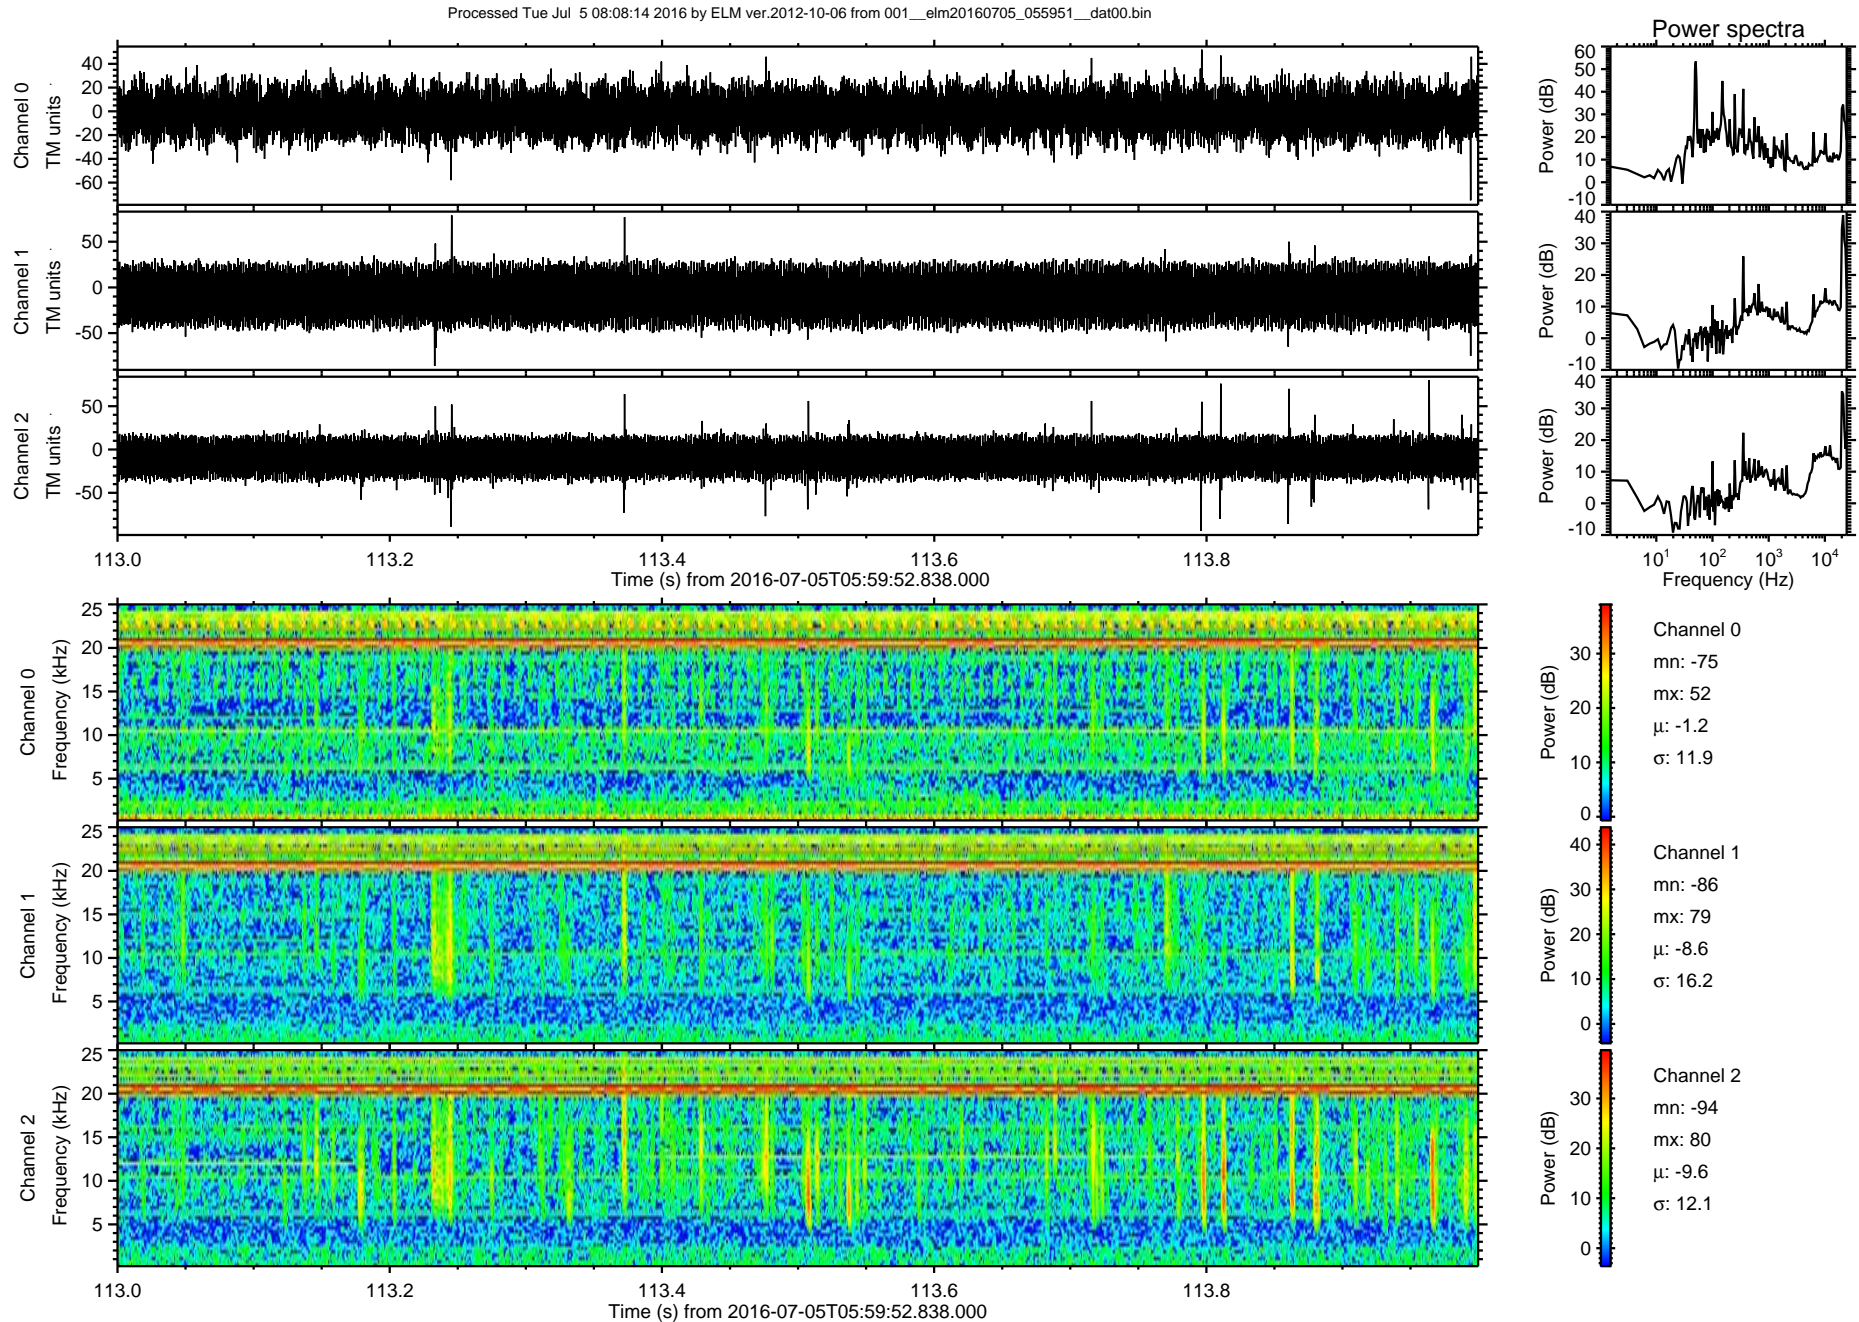 Processed Tue Jul 5 08:08:14 2016 by ELM ver.2012-10-06 from 001__elm20160705_055951__dat00.bin
Power spectra
Channel 0
TM units
40
20
0
-20
-40
-60
Power (dB)
60
50
40
30
20
10
0
-10
Channel 1
TM units
50
0
-50
Power (dB)
40
30
20
10
0
-10
Channel 2
TM units
50
0
-50
Power (dB)
40
30
20
10
0
-10
113.0 113.2 113.4 113.6 113.8
Time (s) from 2016-07-05T05:59:52.838.000
10¹ 10² 10³ 10⁴
Frequency (Hz)
Channel 0
Frequency (kHz)
25
20
15
10
5
Power (dB)
30
20
10
0
Channel 0
mn: -75
mx: 52
μ: -1.2
σ: 11.9
Channel 1
Frequency (kHz)
25
20
15
10
5
Power (dB)
40
30
20
10
0
Channel 1
mn: -86
mx: 79
μ: -8.6
σ: 16.2
Channel 2
Frequency (kHz)
25
20
15
10
5
Power (dB)
30
20
10
0
Channel 2
mn: -94
mx: 80
μ: -9.6
σ: 12.1
113.0 113.2 113.4 113.6 113.8
Time (s) from 2016-07-05T05:59:52.838.000